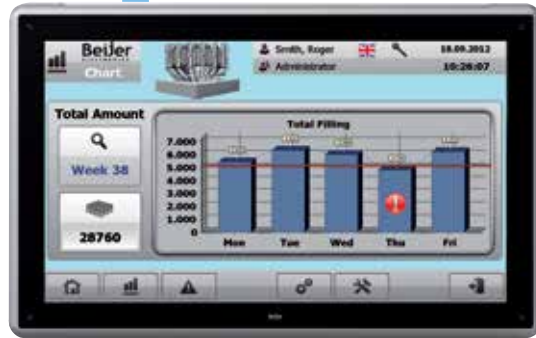 Beijer
Chart
Smith, Roger
Administrator
18.09.2012
10:26:07
Total Amount
Week 38
28760
Total Filling
7.000
6.000
5.000
4.000
3.000
2.000
1.000
0
Mon Tue Wed Thu Fri